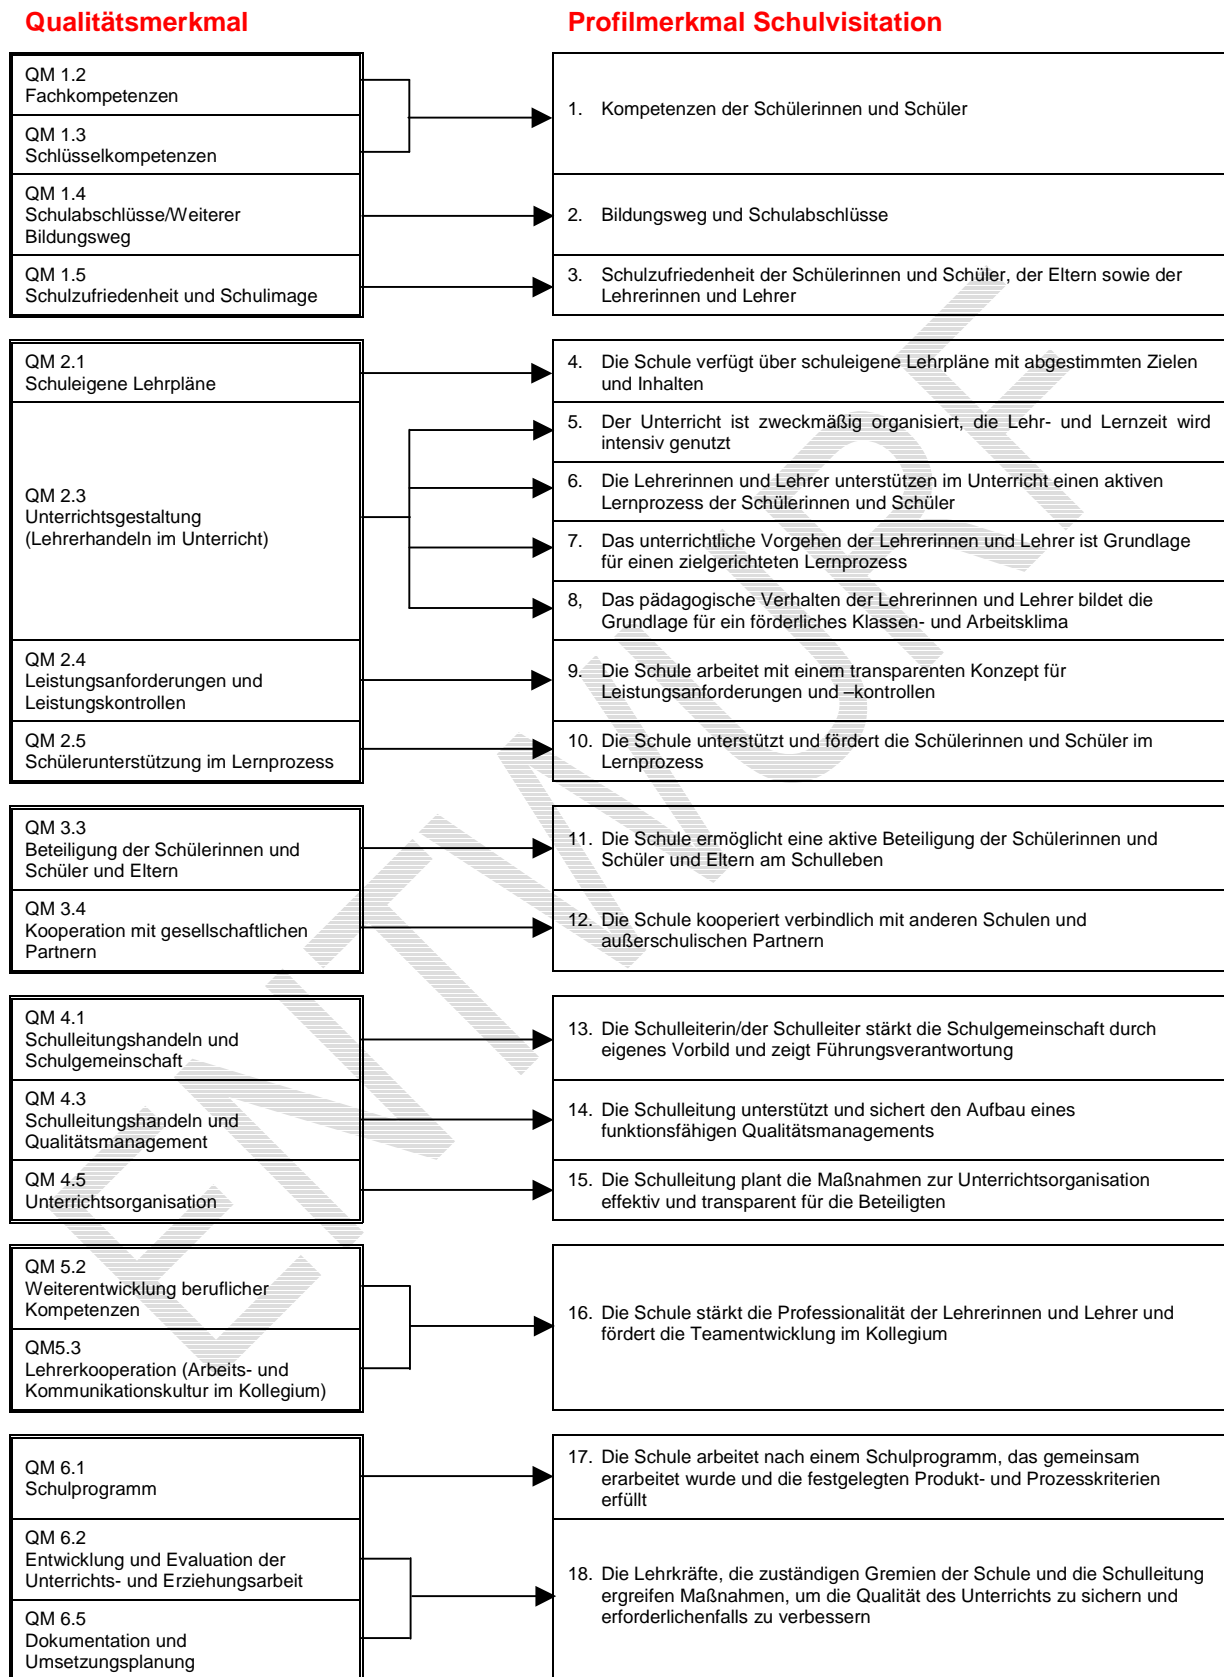 Qualitätsmerkmal
Profilmerkmal Schulvisitation
QM 1.2
Fachkompetenzen
QM 1.3
Schlüsselkompetenzen
1. Kompetenzen der Schülerinnen und Schüler
QM 1.4
Schulabschlüsse/Weiterer
Bildungsweg
2. Bildungsweg und Schulabschlüsse
QM 1.5
Schulzufriedenheit und Schulimage
3. Schulzufriedenheit der Schülerinnen und Schüler, der Eltern sowie der
Lehrerinnen und Lehrer
QM 2.1
Schuleigene Lehrpläne
4. Die Schule verfügt über schuleigene Lehrpläne mit abgestimmten Zielen
und Inhalten
QM 2.3
Unterrichtsgestaltung
(Lehrerhandeln im Unterricht)
5. Der Unterricht ist zweckmäßig organisiert, die Lehr- und Lernzeit wird
intensiv genutzt
6. Die Lehrerinnen und Lehrer unterstützen im Unterricht einen aktiven
Lernprozess der Schülerinnen und Schüler
7. Das unterrichtliche Vorgehen der Lehrerinnen und Lehrer ist Grundlage
für einen zielgerichteten Lernprozess
8, Das pädagogische Verhalten der Lehrerinnen und Lehrer bildet die
Grundlage für ein förderliches Klassen- und Arbeitsklima
QM 2.4
Leistungsanforderungen und
Leistungskontrollen
9. Die Schule arbeitet mit einem transparenten Konzept für
Leistungsanforderungen und –kontrollen
QM 2.5
Schülerunterstützung im Lernprozess
10. Die Schule unterstützt und fördert die Schülerinnen und Schüler im
Lernprozess
QM 3.3
Beteiligung der Schülerinnen und
Schüler und Eltern
11. Die Schule ermöglicht eine aktive Beteiligung der Schülerinnen und
Schüler und Eltern am Schulleben
QM 3.4
Kooperation mit gesellschaftlichen
Partnern
12. Die Schule kooperiert verbindlich mit anderen Schulen und
außerschulischen Partnern
QM 4.1
Schulleitungshandeln und
Schulgemeinschaft
13. Die Schulleiterin/der Schulleiter stärkt die Schulgemeinschaft durch
eigenes Vorbild und zeigt Führungsverantwortung
QM 4.3
Schulleitungshandeln und
Qualitätsmanagement
14. Die Schulleitung unterstützt und sichert den Aufbau eines
funktionsfähigen Qualitätsmanagements
QM 4.5
Unterrichtsorganisation
15. Die Schulleitung plant die Maßnahmen zur Unterrichtsorganisation
effektiv und transparent für die Beteiligten
QM 5.2
Weiterentwicklung beruflicher
Kompetenzen
QM5.3
Lehrerkooperation (Arbeits- und
Kommunikationskultur im Kollegium)
16. Die Schule stärkt die Professionalität der Lehrerinnen und Lehrer und
fördert die Teamentwicklung im Kollegium
QM 6.1
Schulprogramm
17. Die Schule arbeitet nach einem Schulprogramm, das gemeinsam
erarbeitet wurde und die festgelegten Produkt- und Prozesskriterien
erfüllt
QM 6.2
Entwicklung und Evaluation der
Unterrichts- und Erziehungsarbeit
QM 6.5
Dokumentation und
Umsetzungsplanung
18. Die Lehrkräfte, die zuständigen Gremien der Schule und die Schulleitung
ergreifen Maßnahmen, um die Qualität des Unterrichts zu sichern und
erforderlichenfalls zu verbessern
ENTWURF